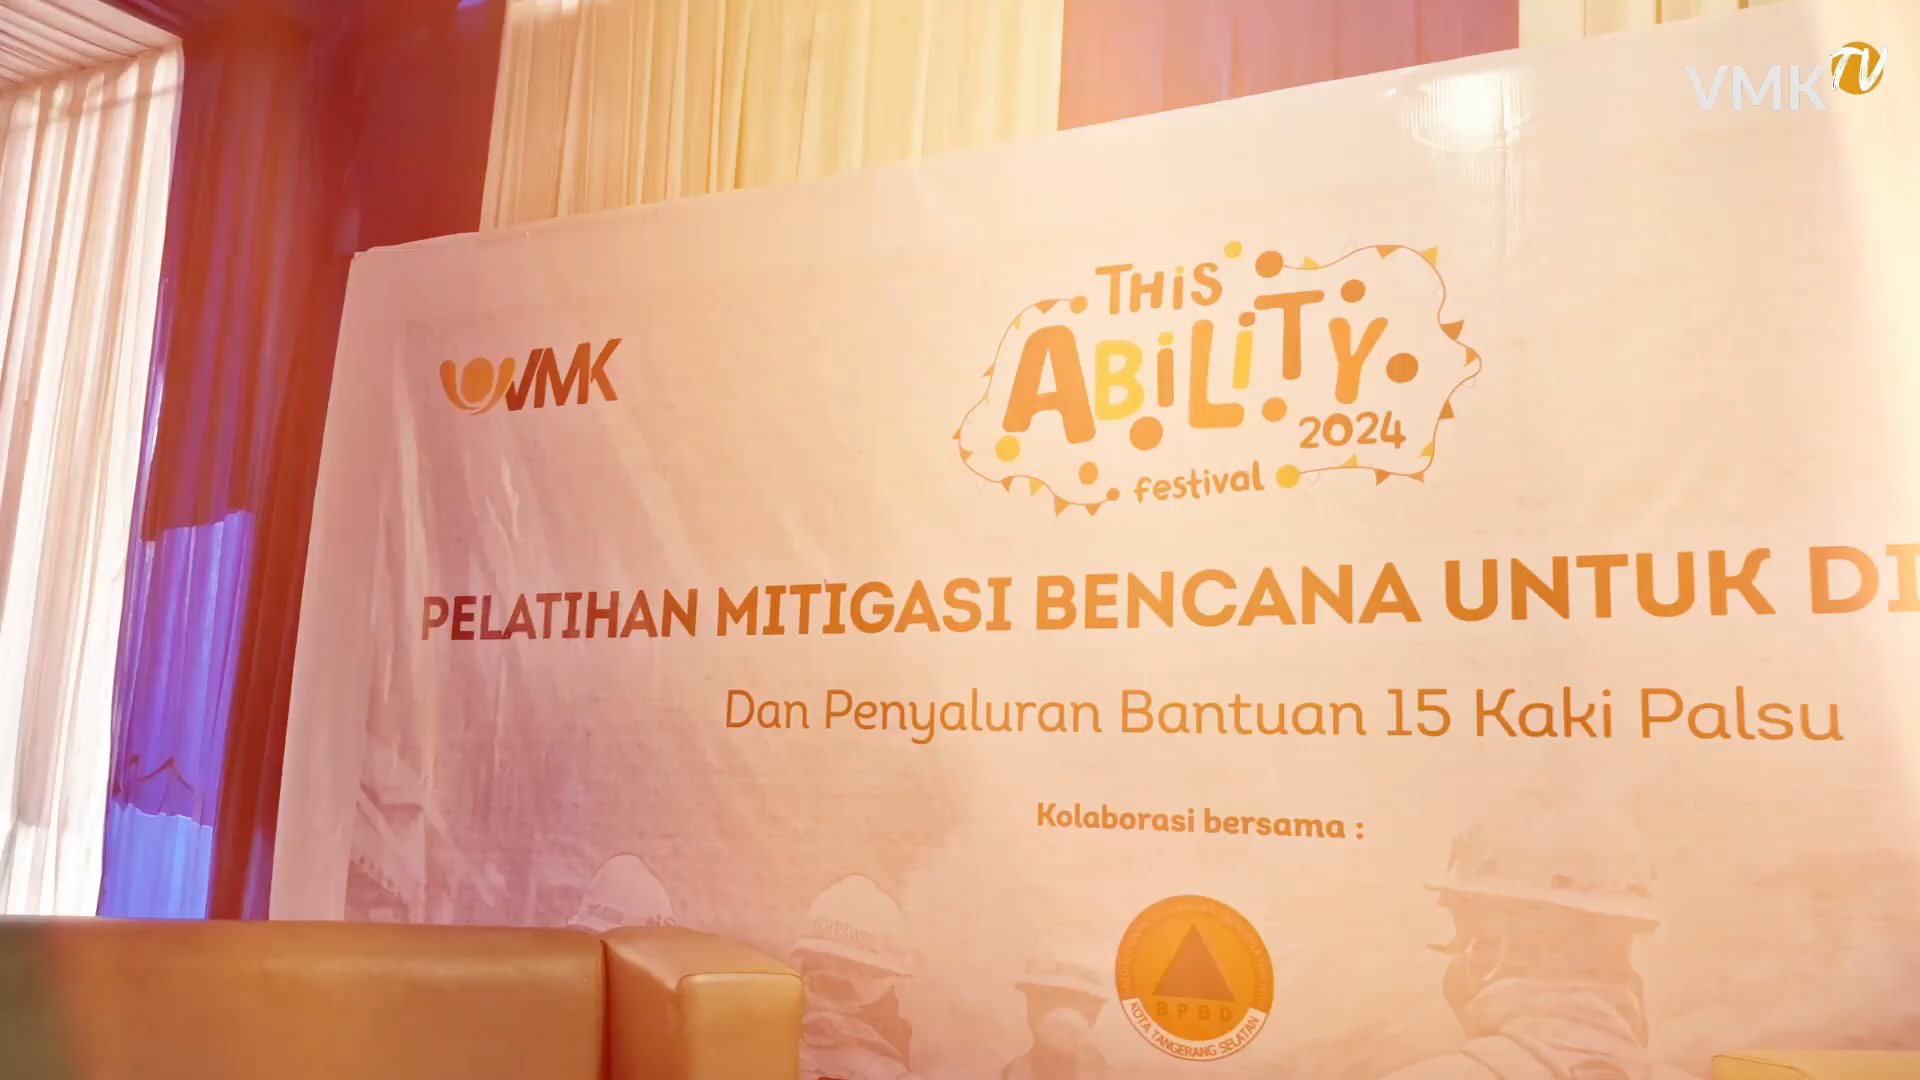 VMK TV
THIS
ABILITY
2024
festival
VMK
PELATIHAN MITIGASI BENCANA UNTUK DI
Dan Penyaluran Bantuan 15 Kaki Palsu
Kolaborasi bersama :
BPBD
KOTA TANGERANG SELATAN